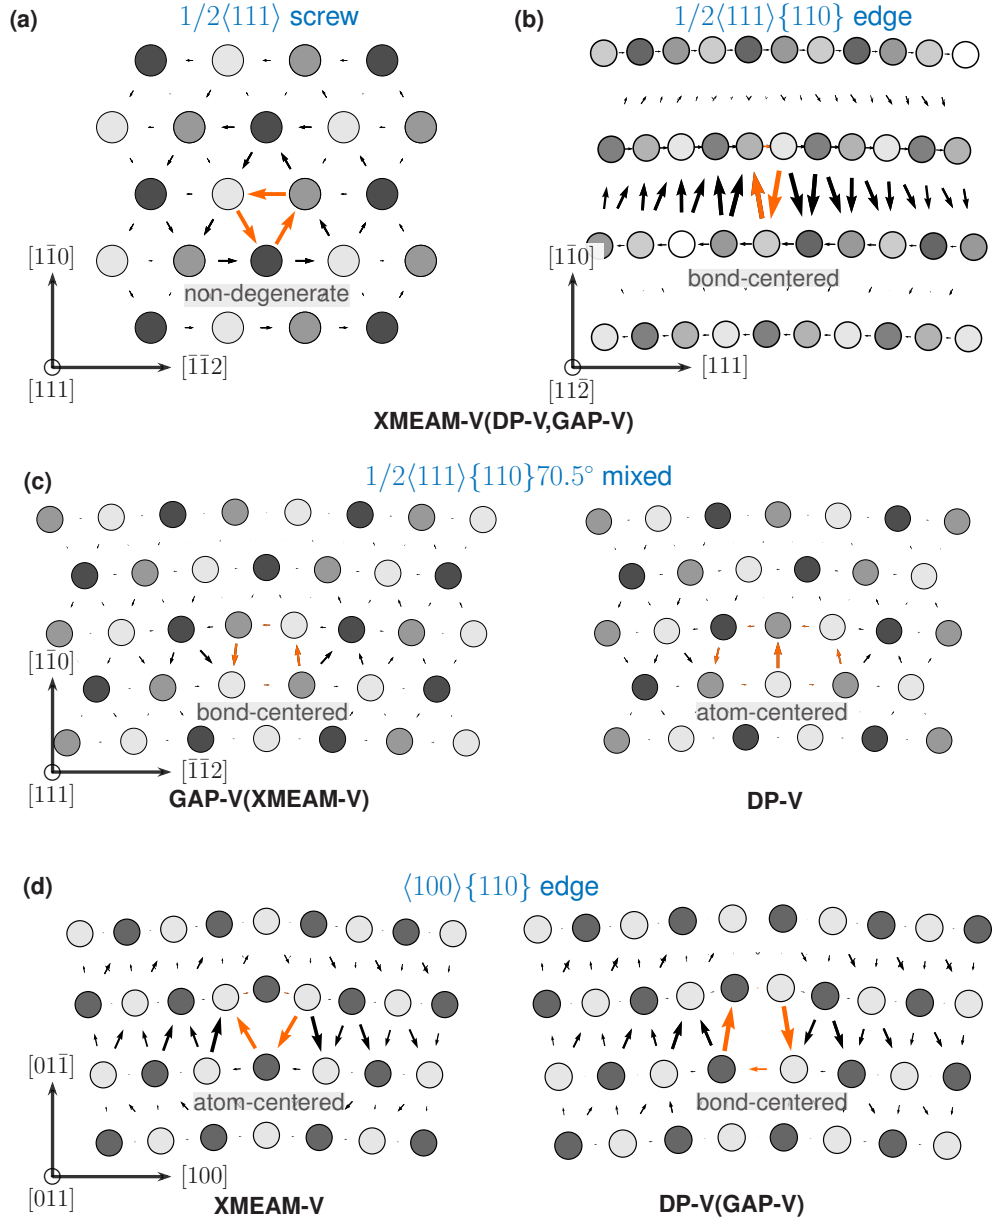 (a) 1/2⟨111⟩ screw
(b) 1/2⟨111⟩{110} edge
non-degenerate
[11̅0]
[1̅1̅2]
[111]
bond-centered
[11̅0]
[111]
[112̅]
XMEAM-V(DP-V,GAP-V)
(c) 1/2⟨111⟩{110}70.5° mixed
[11̅0]
bond-centered
[1̅1̅2]
[111]
GAP-V(XMEAM-V)
atom-centered
DP-V
(d) ⟨100⟩{110} edge
[011̅]
atom-centered
[100]
[011]
XMEAM-V
bond-centered
DP-V(GAP-V)